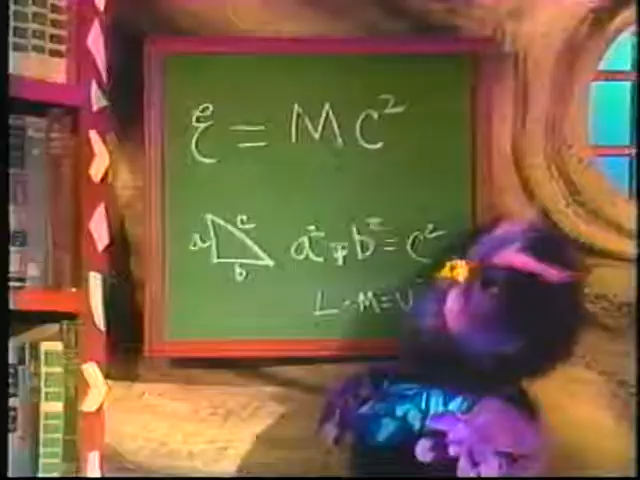 E = MC²
a c b a² + b² = c²
L - M = V